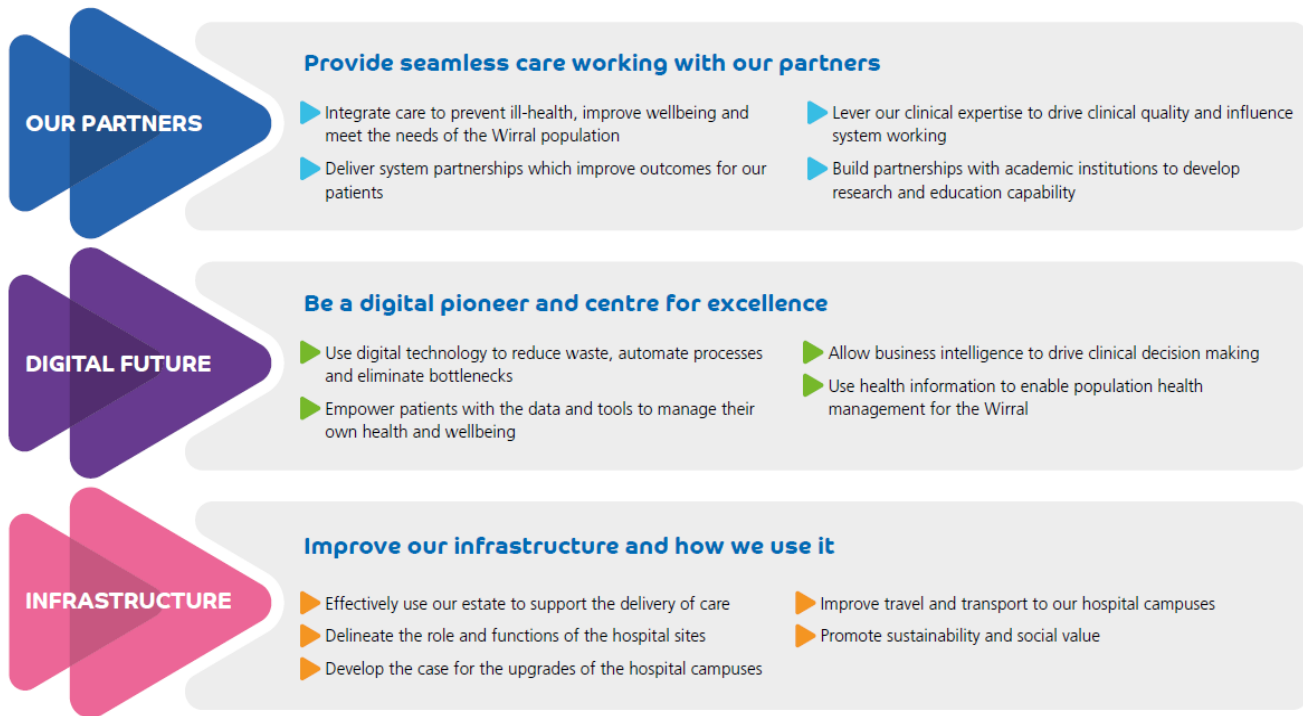 OUR PARTNERS
Provide seamless care working with our partners
Integrate care to prevent ill-health, improve wellbeing and
meet the needs of the Wirral population
Deliver system partnerships which improve outcomes for our
patients
Lever our clinical expertise to drive clinical quality and influence
system working
Build partnerships with academic institutions to develop
research and education capability
DIGITAL FUTURE
Be a digital pioneer and centre for excellence
Use digital technology to reduce waste, automate processes
and eliminate bottlenecks
Empower patients with the data and tools to manage their
own health and wellbeing
Allow business intelligence to drive clinical decision making
Use health information to enable population health
management for the Wirral
INFRASTRUCTURE
Improve our infrastructure and how we use it
Effectively use our estate to support the delivery of care
Delineate the role and functions of the hospital sites
Develop the case for the upgrades of the hospital campuses
Improve travel and transport to our hospital campuses
Promote sustainability and social value